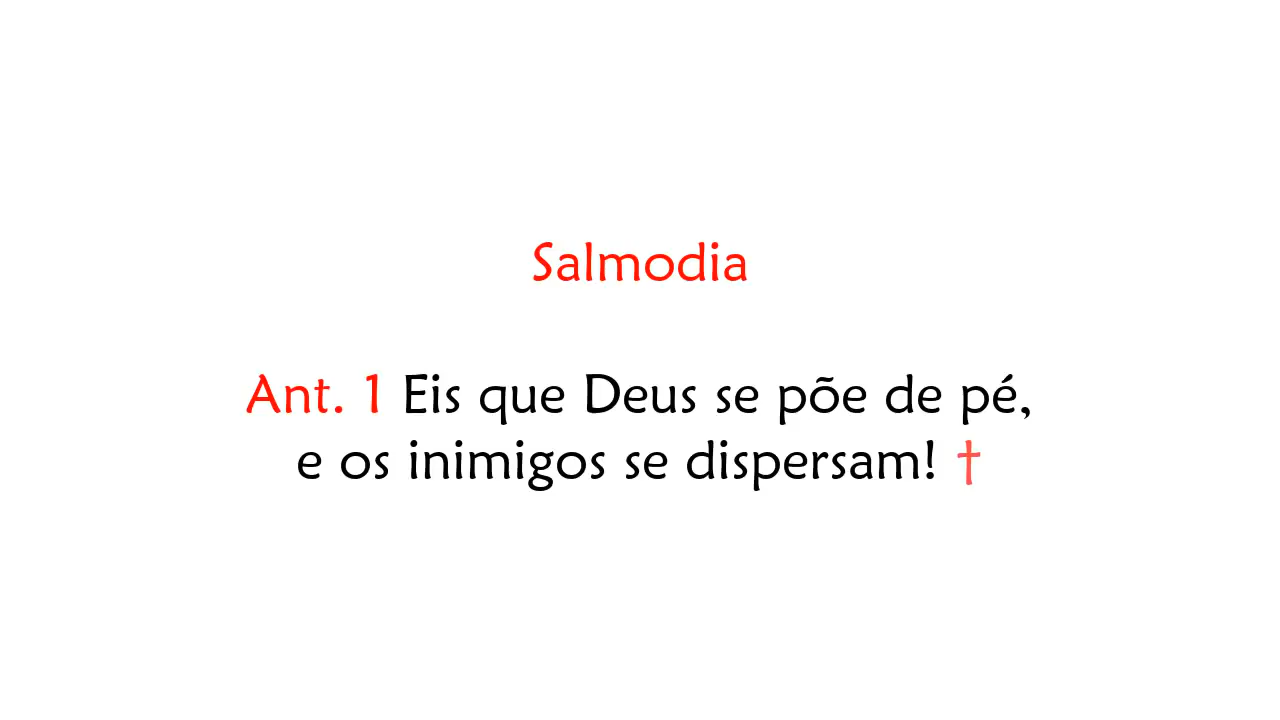 Salmodia
Ant. 1 Eis que Deus se põe de pé,
e os inimigos se dispersam! †